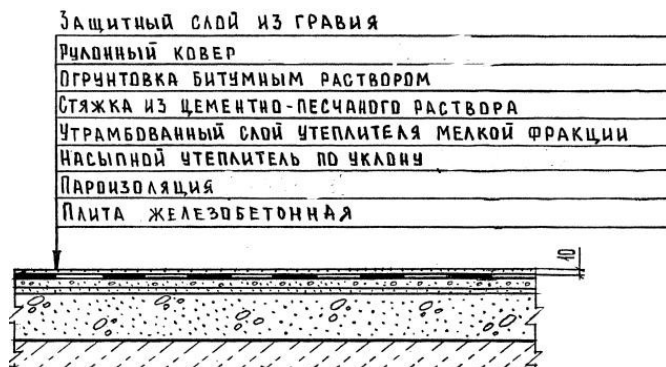 Защитный слой из гравия
Рулонный ковер
Огрунтовка битумным раствором
Стяжка из цементно-песчаного раствора
Утрамбованный слой утеплителя мелкой фракции
Насыпной утеплитель по уклону
Пароизоляция
Плита железобетонная
10